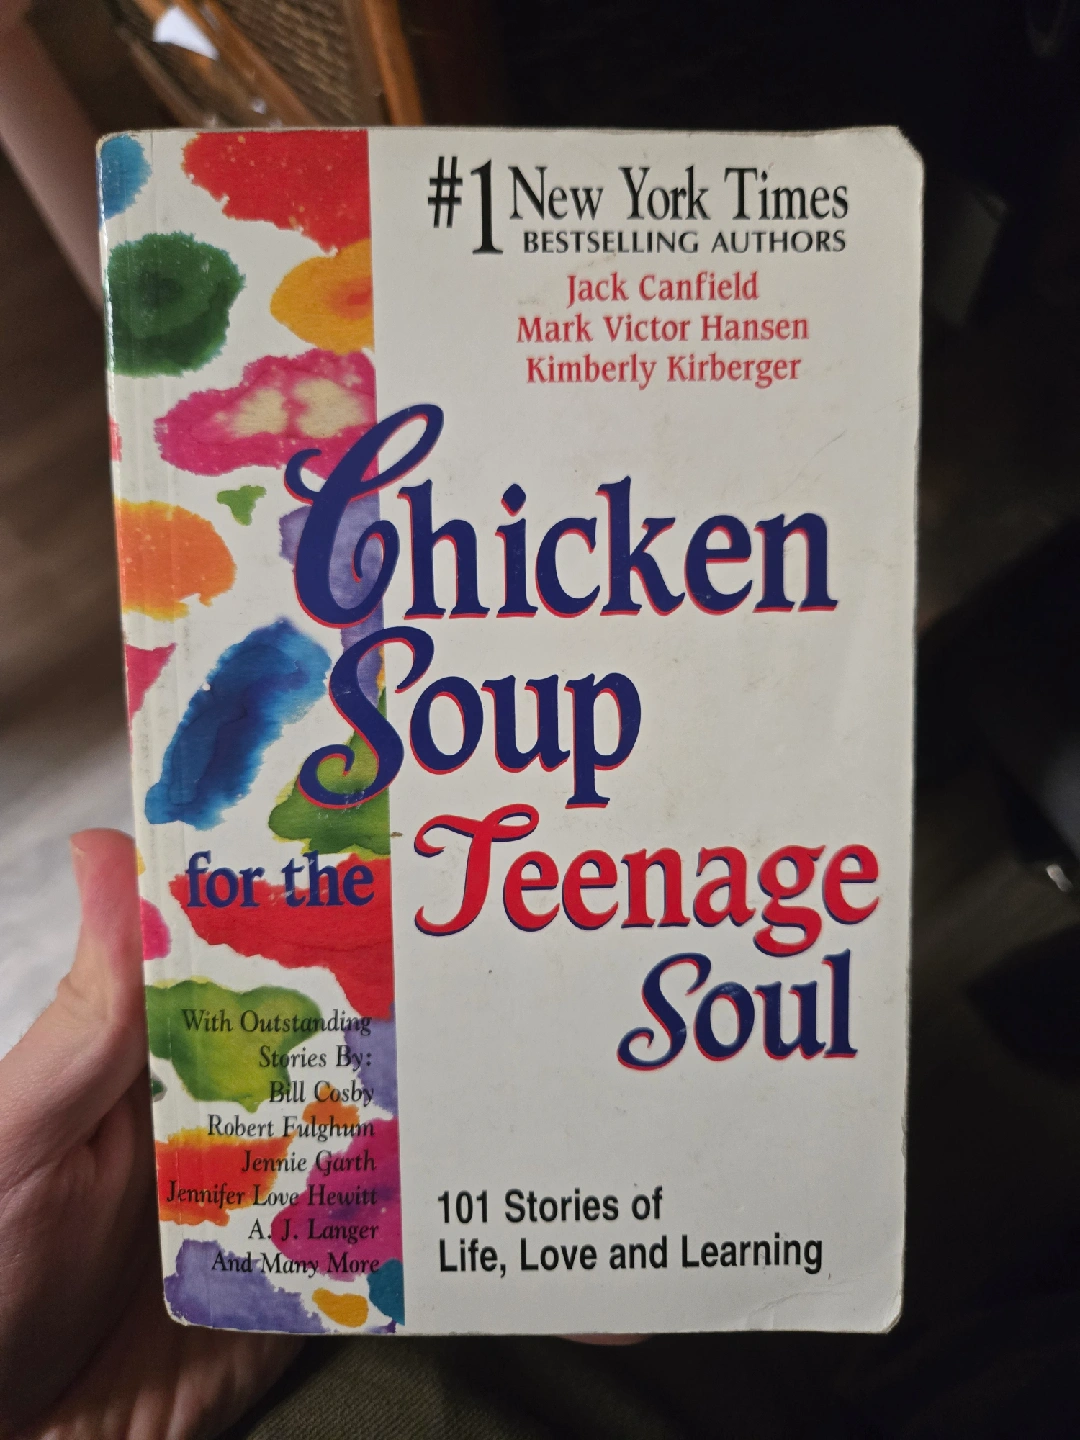 #1 New York Times
BESTSELLING AUTHORS
Jack Canfield
Mark Victor Hansen
Kimberly Kirberger
Chicken
Soup
for the Teenage
Soul
With Outstanding
Stories By:
Bill Cosby
Robert Fulghum
Jennie Garth
Jennifer Love Hewitt
A. J. Langer
And Many More
101 Stories of
Life, Love and Learning